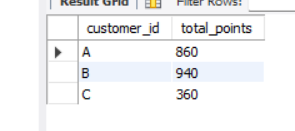 Result Grid Filter Rows:
customer_id total_points
A 860
B 940
C 360